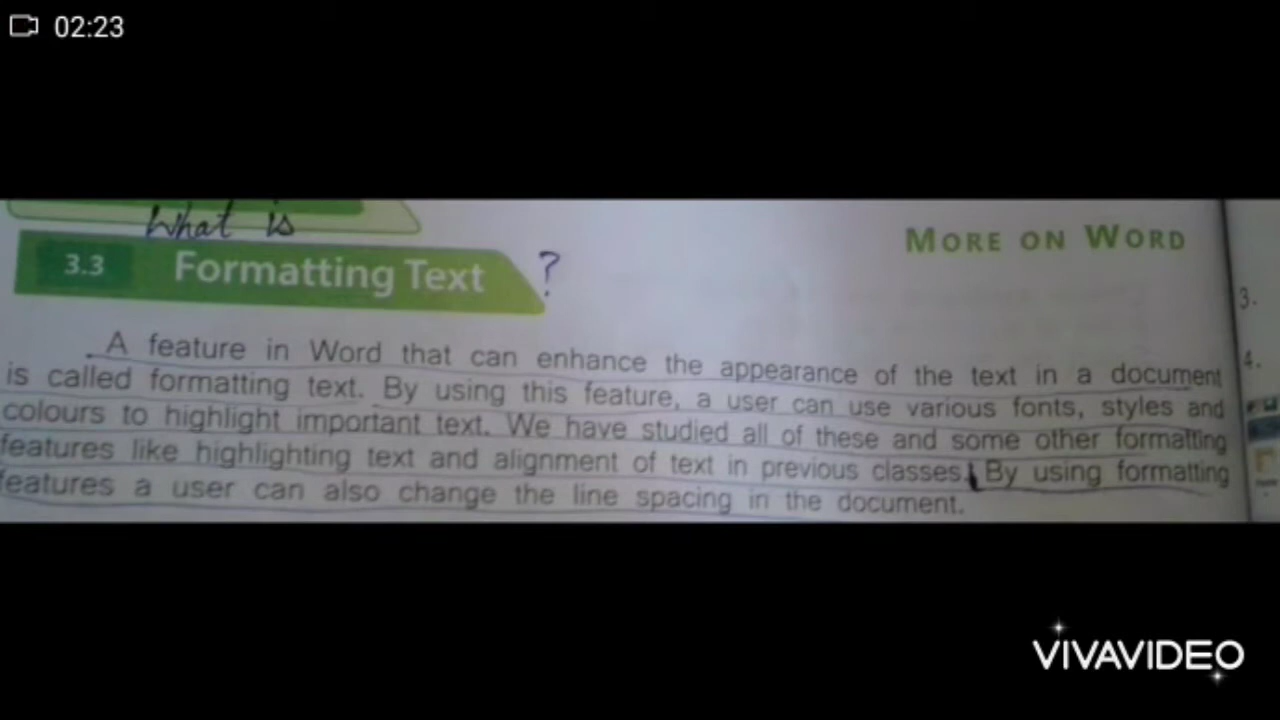 02:23
What is
MORE ON WORD
3.3 Formatting Text ?
3.
A feature in Word that can enhance the appearance of the text in a document
4.
is called formatting text. By using this feature, a user can use various fonts, styles and
colours to highlight important text. We have studied all of these and some other formatting
features like highlighting text and alignment of text in previous classes. By using formatting
features a user can also change the line spacing in the document.
VIVAVIDEO